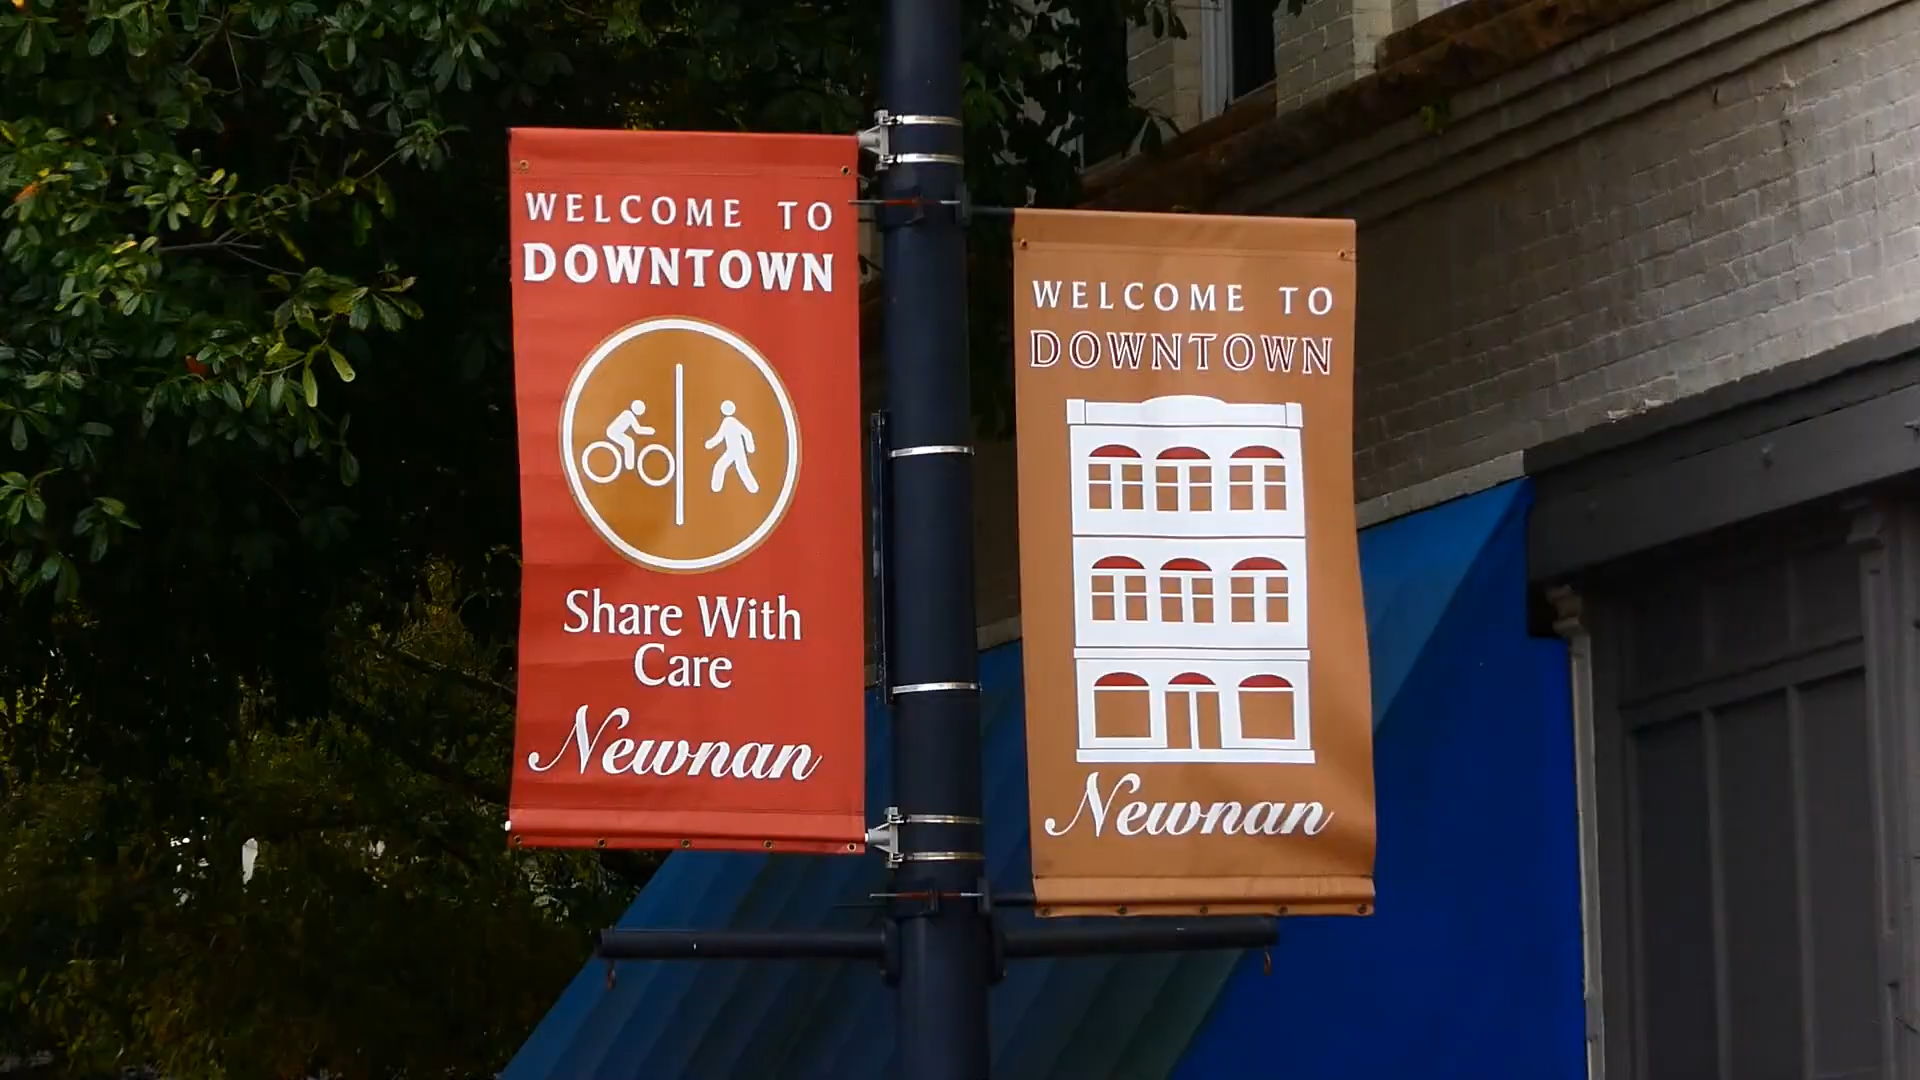 WELCOME TO
DOWNTOWN
Share With
Care
Newnan
WELCOME TO
DOWNTOWN
Newnan